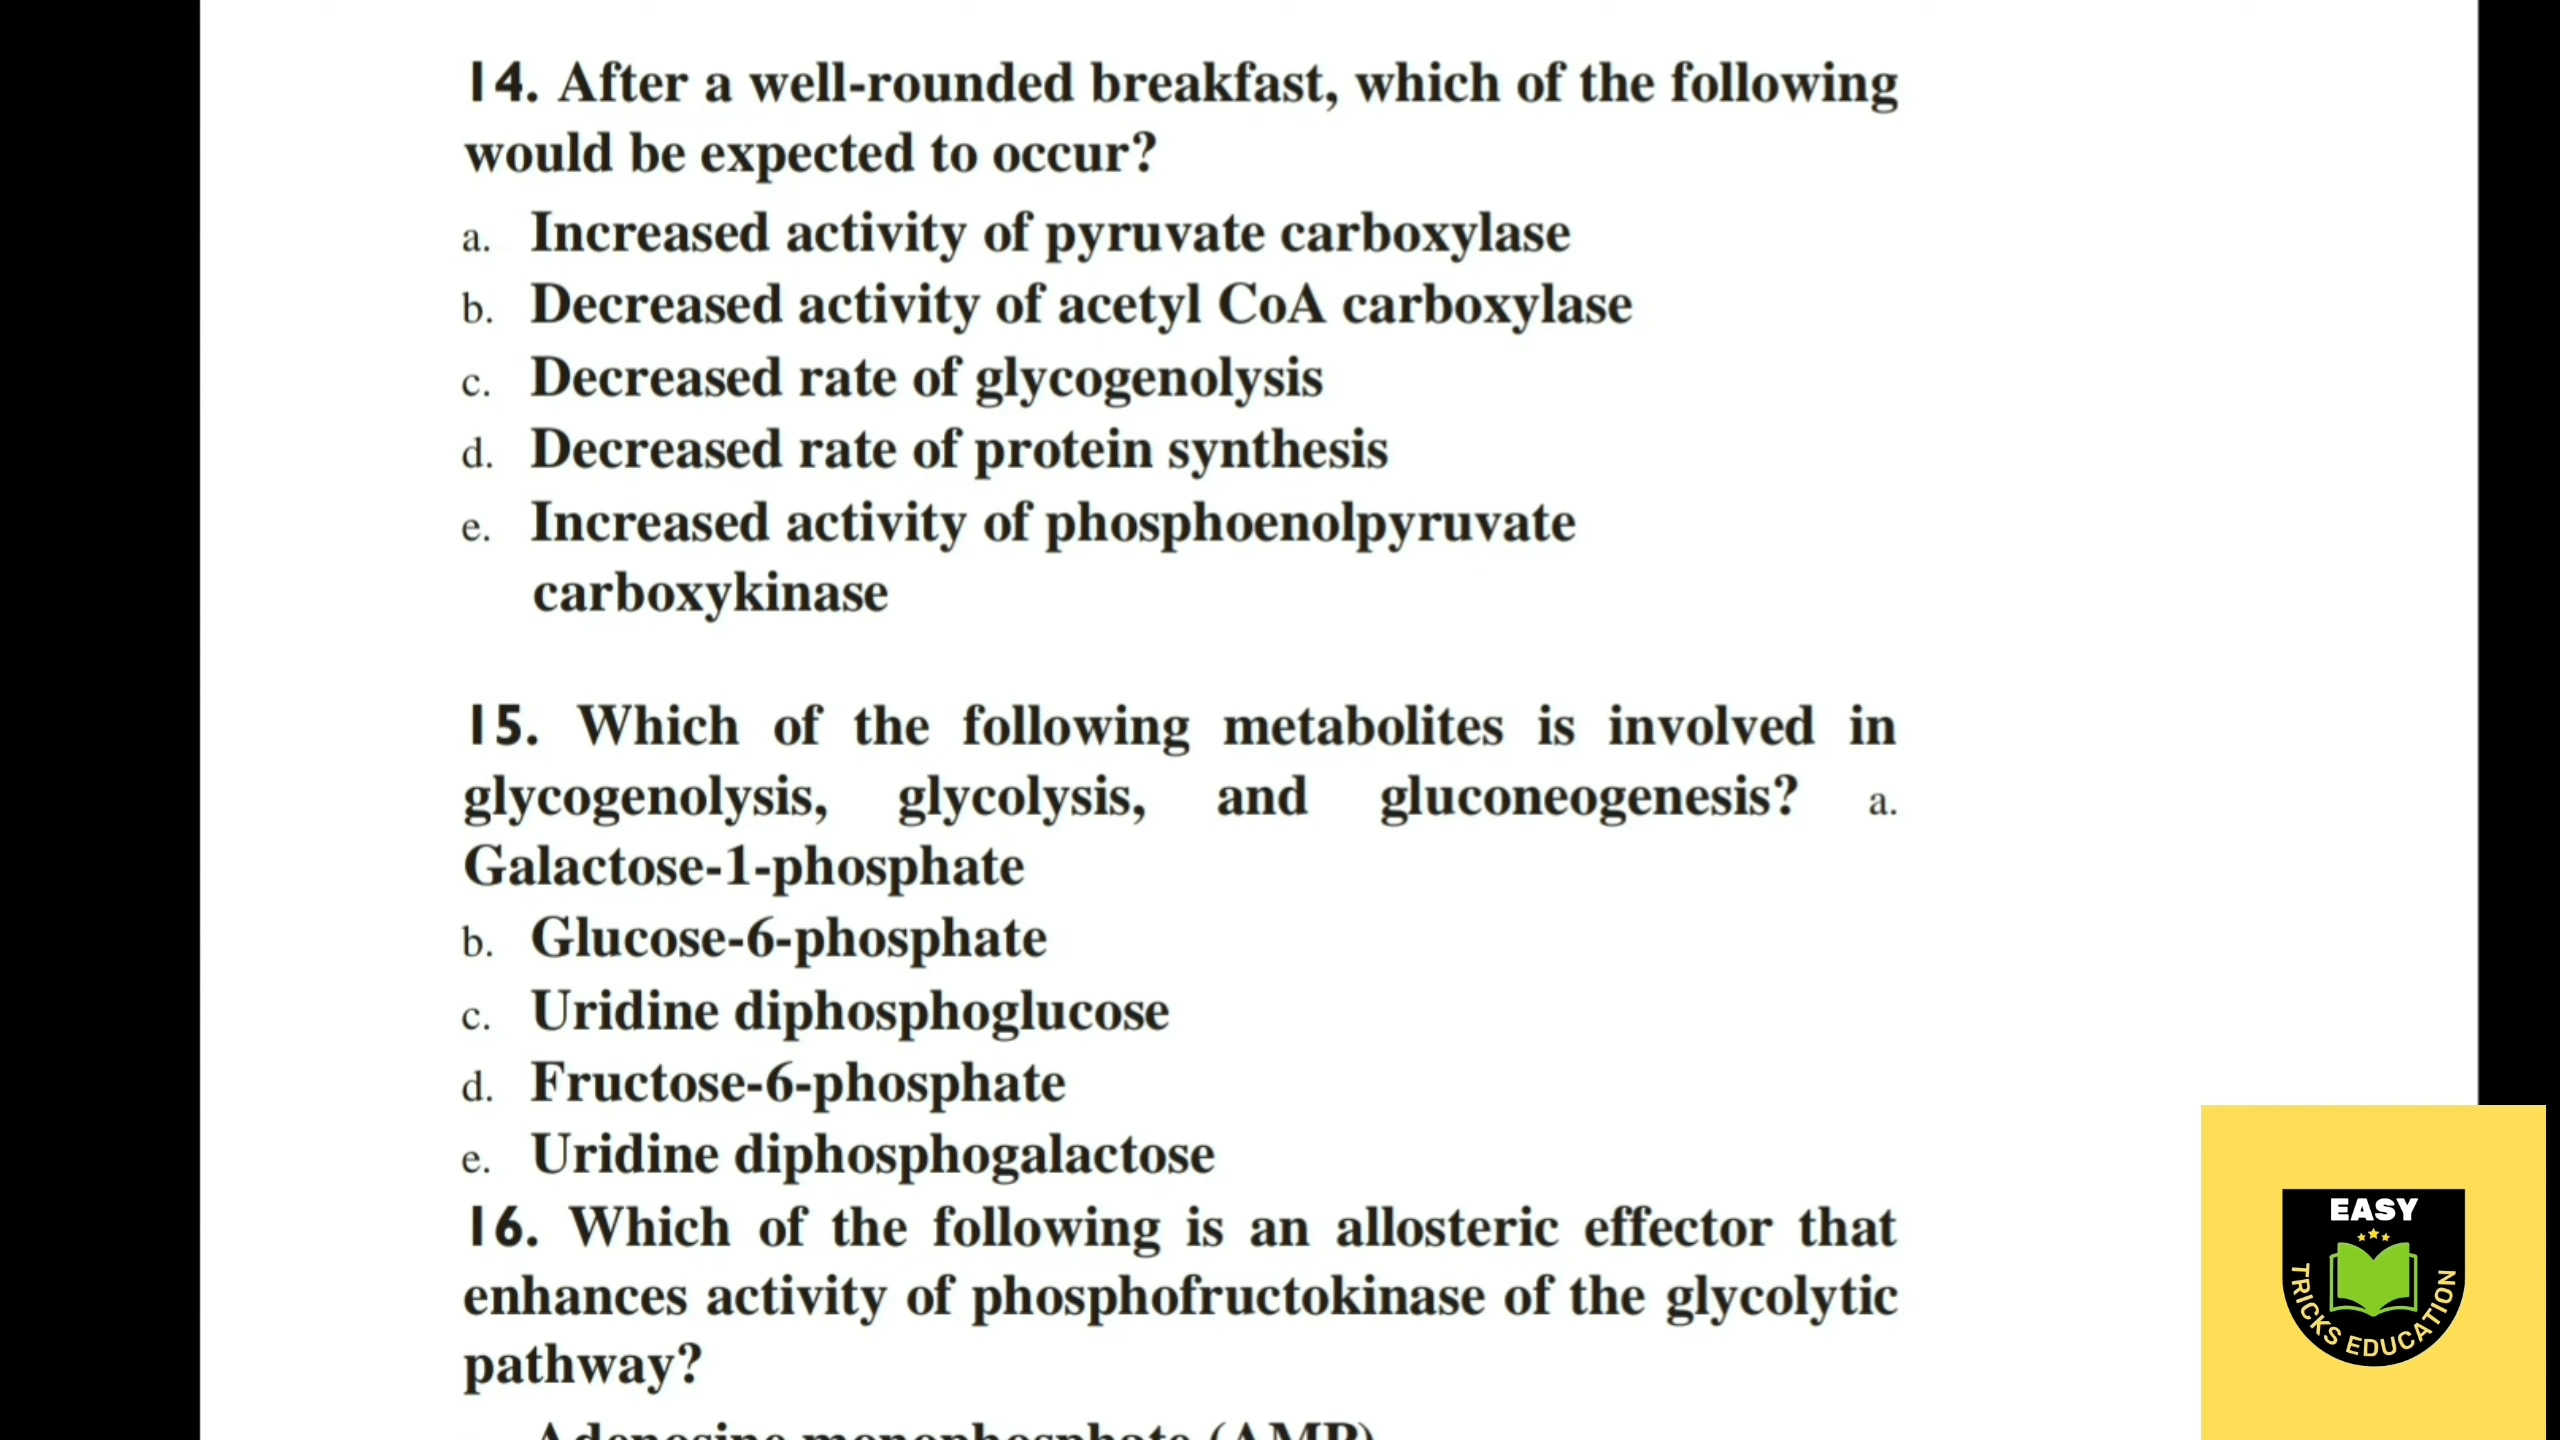 14. After a well-rounded breakfast, which of the following
would be expected to occur?
a. Increased activity of pyruvate carboxylase
b. Decreased activity of acetyl CoA carboxylase
c. Decreased rate of glycogenolysis
d. Decreased rate of protein synthesis
e. Increased activity of phosphoenolpyruvate
carboxykinase
15. Which of the following metabolites is involved in
glycogenolysis, glycolysis, and gluconeogenesis? a.
Galactose-1-phosphate
b. Glucose-6-phosphate
c. Uridine diphosphoglucose
d. Fructose-6-phosphate
e. Uridine diphosphogalactose
16. Which of the following is an allosteric effector that
enhances activity of phosphofructokinase of the glycolytic
pathway?
Adenosine monophosphate (AMP)
EASY
TRICKS EDUCATION